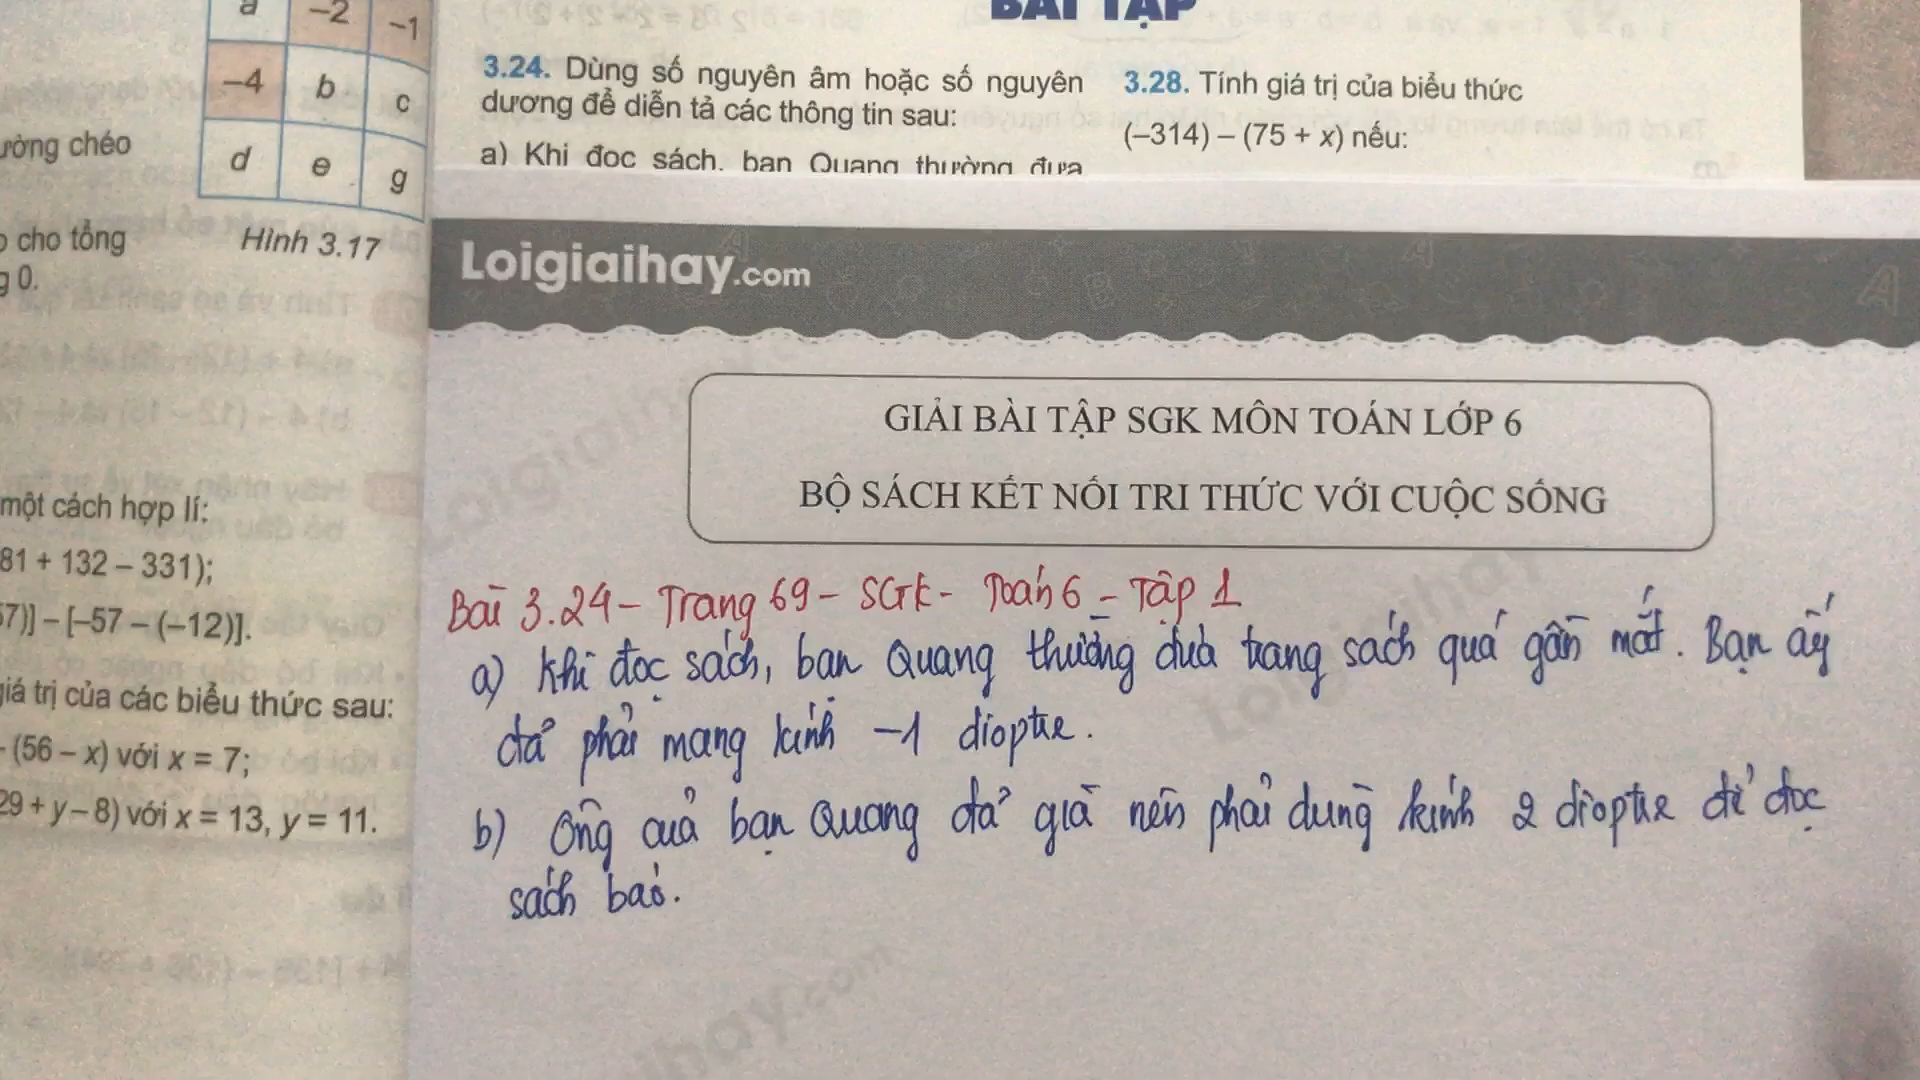 a -2 -1
-4 b c
d e g
Hình 3.17
ường chéo
cho tổng
g 0.
một cách hợp lí:
81 + 132 – 331);
57)] – [–57 – (–12)].
giá trị của các biểu thức sau:
- (56 – x) với x = 7;
29 + y – 8) với x = 13, y = 11.
BÀI TẬP
3.24. Dùng số nguyên âm hoặc số nguyên
dương để diễn tả các thông tin sau:
a) Khi đọc sách, bạn Quang thường đưa
3.28. Tính giá trị của biểu thức
(–314) – (75 + x) nếu:
Loigiaihay.com
GIẢI BÀI TẬP SGK MÔN TOÁN LỚP 6
BỘ SÁCH KẾT NỐI TRI THỨC VỚI CUỘC SỐNG
Bài 3.24 – Trang 69 – SGK – Toán 6 – Tập 1
a) Khi đọc sách, bạn Quang thường đưa trang sách quá gần mắt. Bạn ấy
đã phải mang kính -1 dioptre.
b) Ông của bạn Quang đã già nên phải dùng kính 2 dioptre để đọc
sách báo.